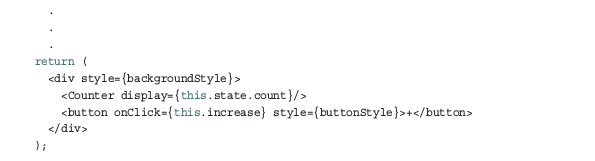 .
.
.
return (
  <div style={backgroundStyle}>
    <Counter display={this.state.count}/>
    <button onClick={this.increase} style={buttonStyle}>+</button>
  </div>
);